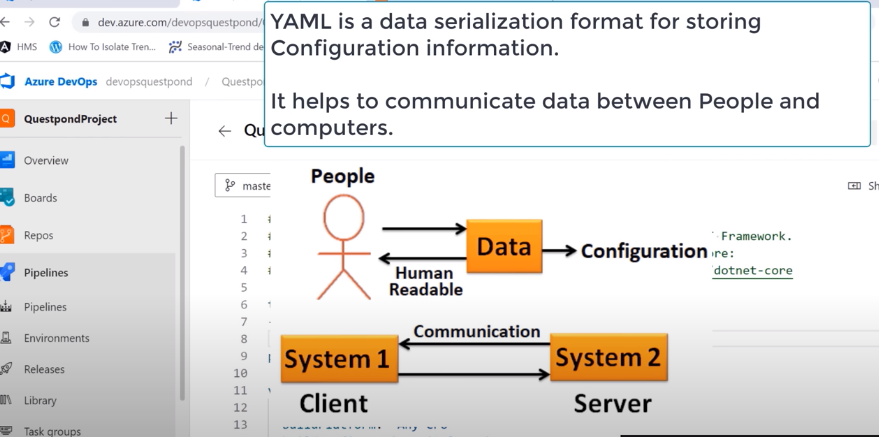 dev.azure.com/devopsquestpond/
YAML is a data serialization format for storing
Configuration information.
It helps to communicate data between People and
computers.
HMS
How To Isolate Tren...
Seasonal-Trend de
Azure DevOps devopsquestpond / Questpo
QuestpondProject
Qu
Overview
Boards
Repos
Pipelines
Pipelines
Environments
Releases
Library
Task groups
maste
Sh
1 #
2
3
4
5
6
7
8
9
10
11
12
13
Framework.
re:
dotnet-core
People
Data
Configuration
Human
Readable
Communication
System 1
System 2
Client
Server